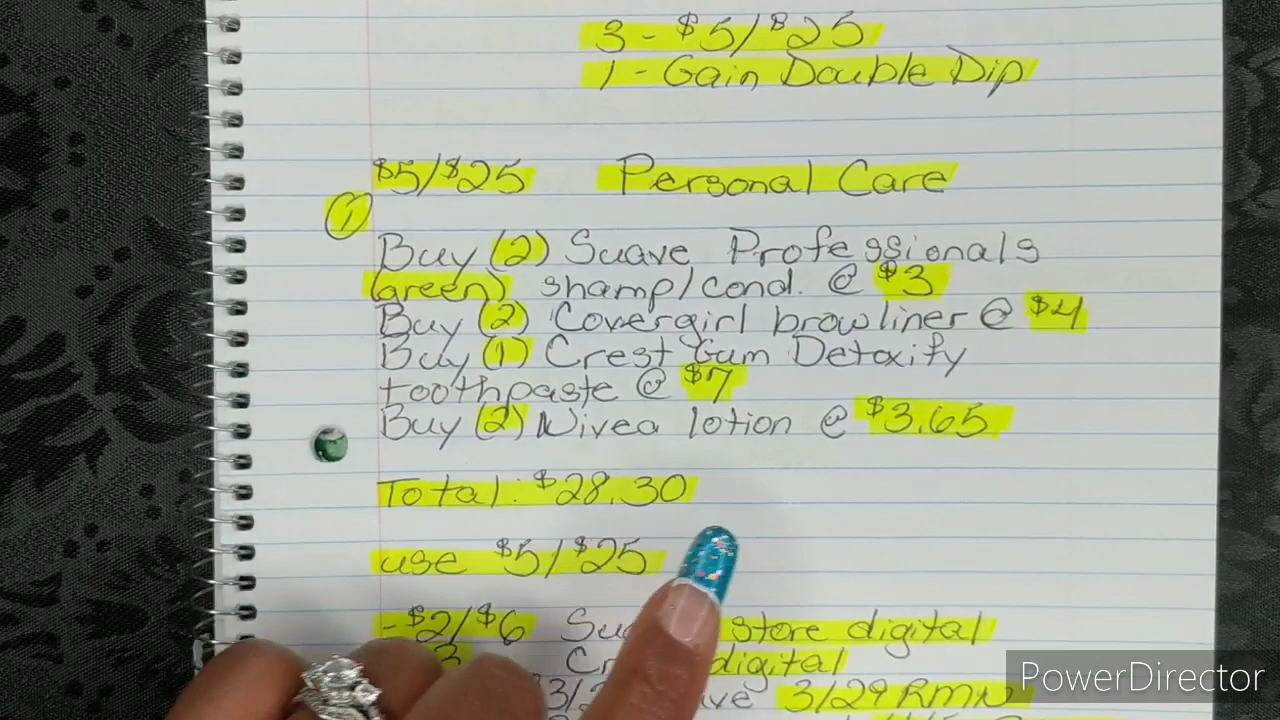 3 - $5/$25
1 - Gain Double Dip
$5/$25 Personal Care
1
Buy (2) Suave Professionals
(green) shamp/cond. @ $3
Buy (2) Covergirl browliner @ $4
Buy (1) Crest Gum Detoxify
toothpaste @ $7
Buy (2) Nivea lotion @ $3.65
Total: $28.30
use $5/$25
-$2/$6 store digital
digital
3/29 RMN
PowerDirector